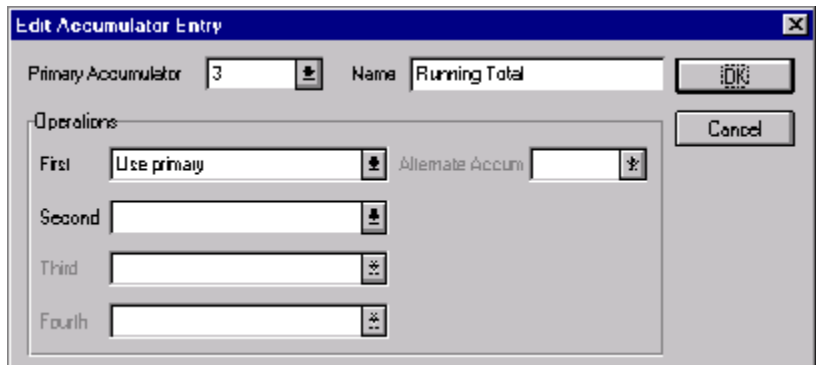 Edit Accumulator Entry
Primary Accumulator 3 Name Running Total OK
Operations Cancel
First Use primary Alternate Accum
Second
Third
Fourth